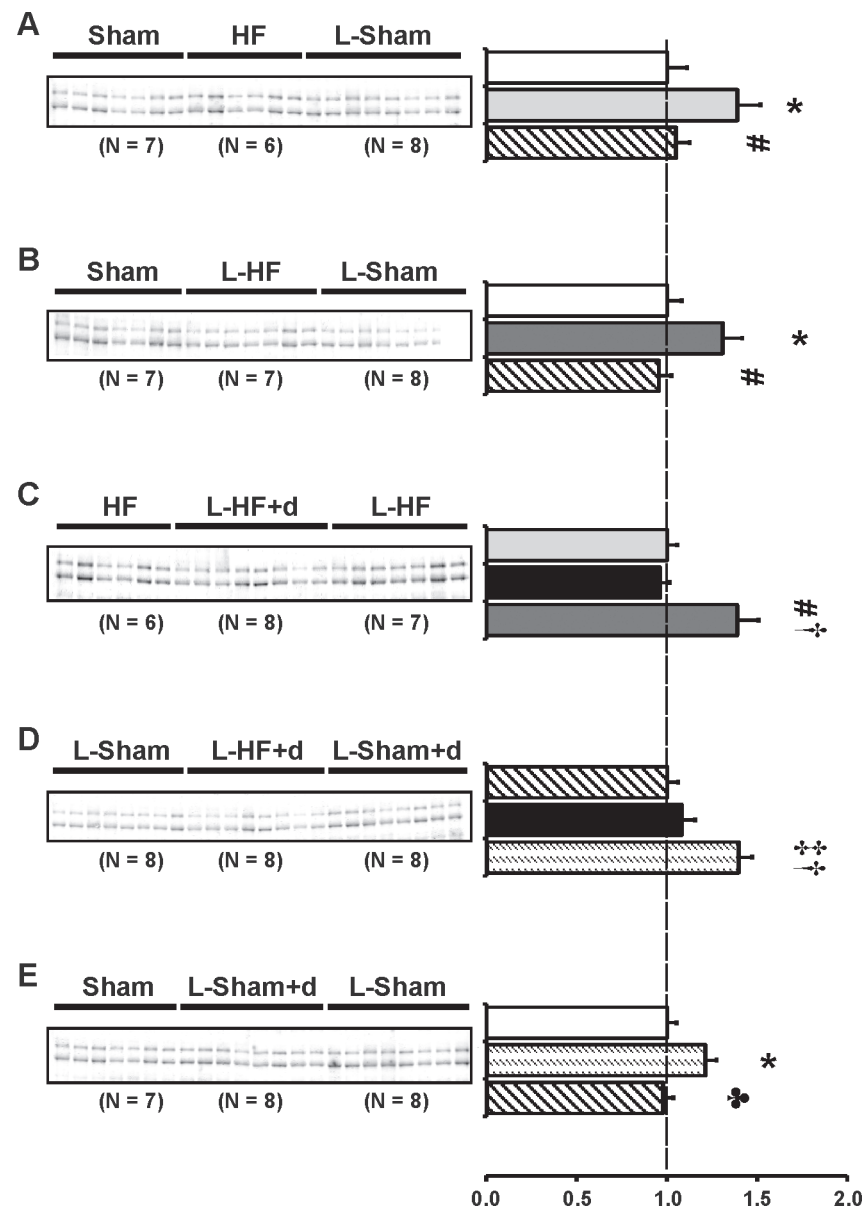 A
Sham HF L-Sham
*
#
(N = 7) (N = 6) (N = 8)
B
Sham L-HF L-Sham
*
#
(N = 7) (N = 7) (N = 8)
C
HF L-HF+d L-HF
#
(N = 6) (N = 8) (N = 7)
D
L-Sham L-HF+d L-Sham+d
(N = 8) (N = 8) (N = 8)
E
Sham L-Sham+d L-Sham
*
♣
(N = 7) (N = 8) (N = 8)
0.0 0.5 1.0 1.5 2.0